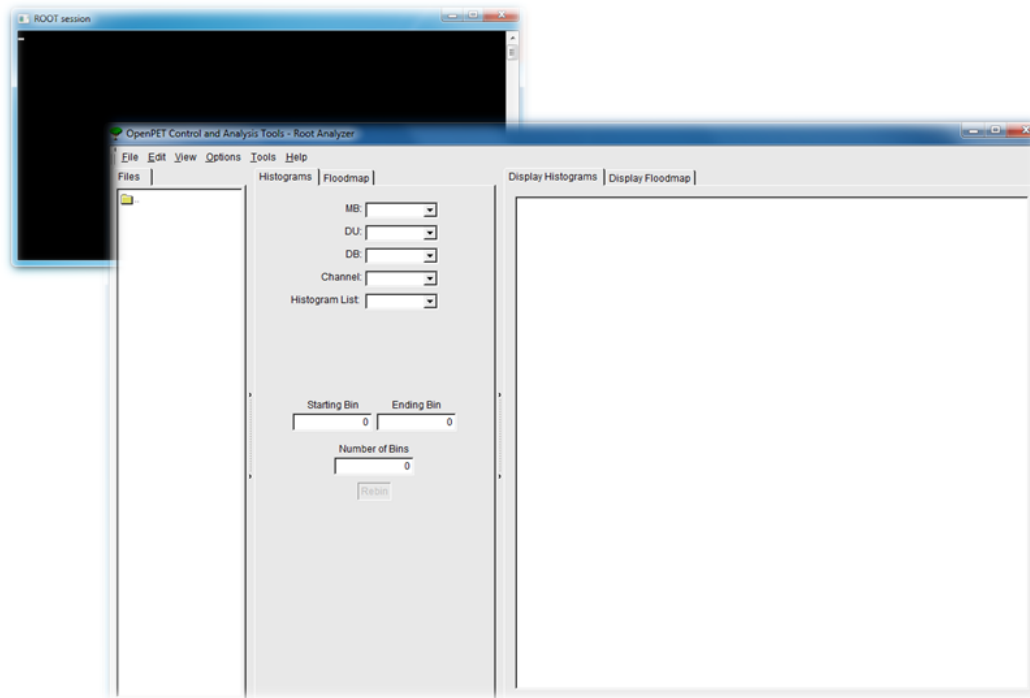 ROOT session
OpenPET Control and Analysis Tools - Root Analyzer
File Edit View Options Tools Help
Files
Histograms Floodmap
Display Histograms Display Floodmap
..
MB:
DU:
DB:
Channel:
Histogram List:
Starting Bin Ending Bin
0 0
Number of Bins
0
Rebin